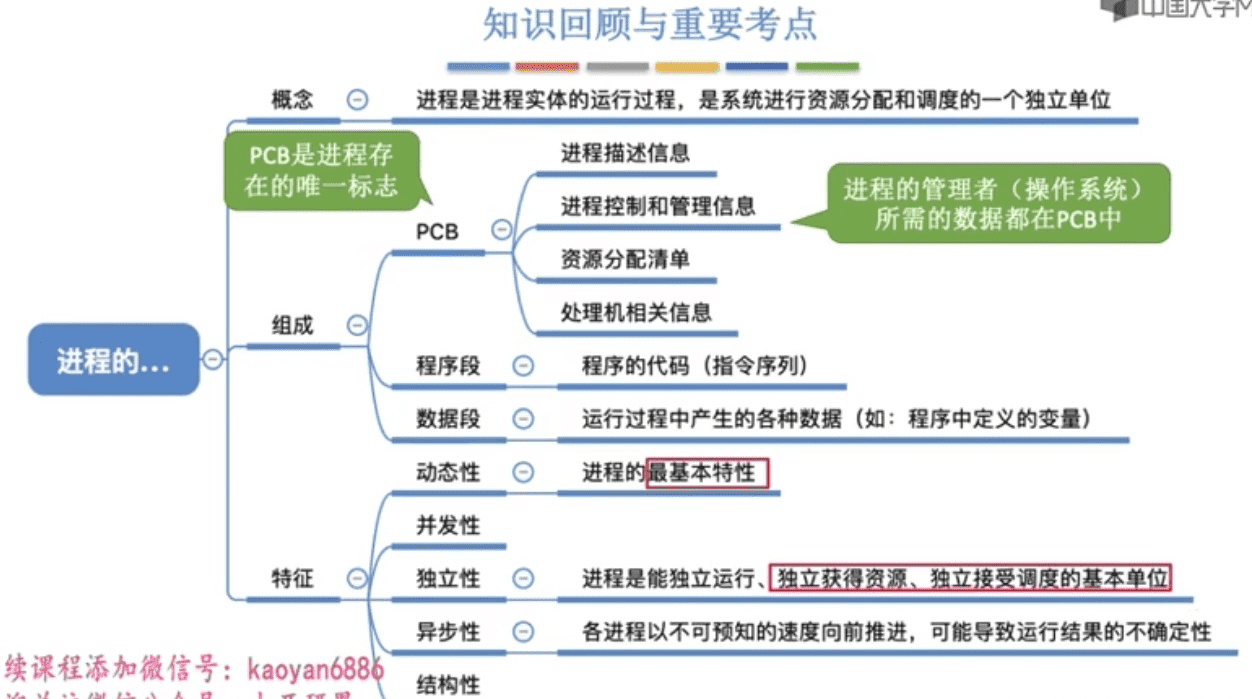 知识回顾与重要考点
中国大学M
概念
进程是进程实体的运行过程，是系统进行资源分配和调度的一个独立单位
PCB是进程存
在的唯一标志
进程描述信息
进程控制和管理信息
进程的管理者（操作系统）
所需的数据都在PCB中
PCB
资源分配清单
处理机相关信息
组成
进程的...
程序段
程序的代码（指令序列）
数据段
运行过程中产生的各种数据（如：程序中定义的变量）
动态性
进程的最基本特性
并发性
特征
独立性
进程是能独立运行、独立获得资源、独立接受调度的基本单位
异步性
各进程以不可预知的速度向前推进，可能导致运行结果的不确定性
结构性
续课程添加微信号：kaoyan6886